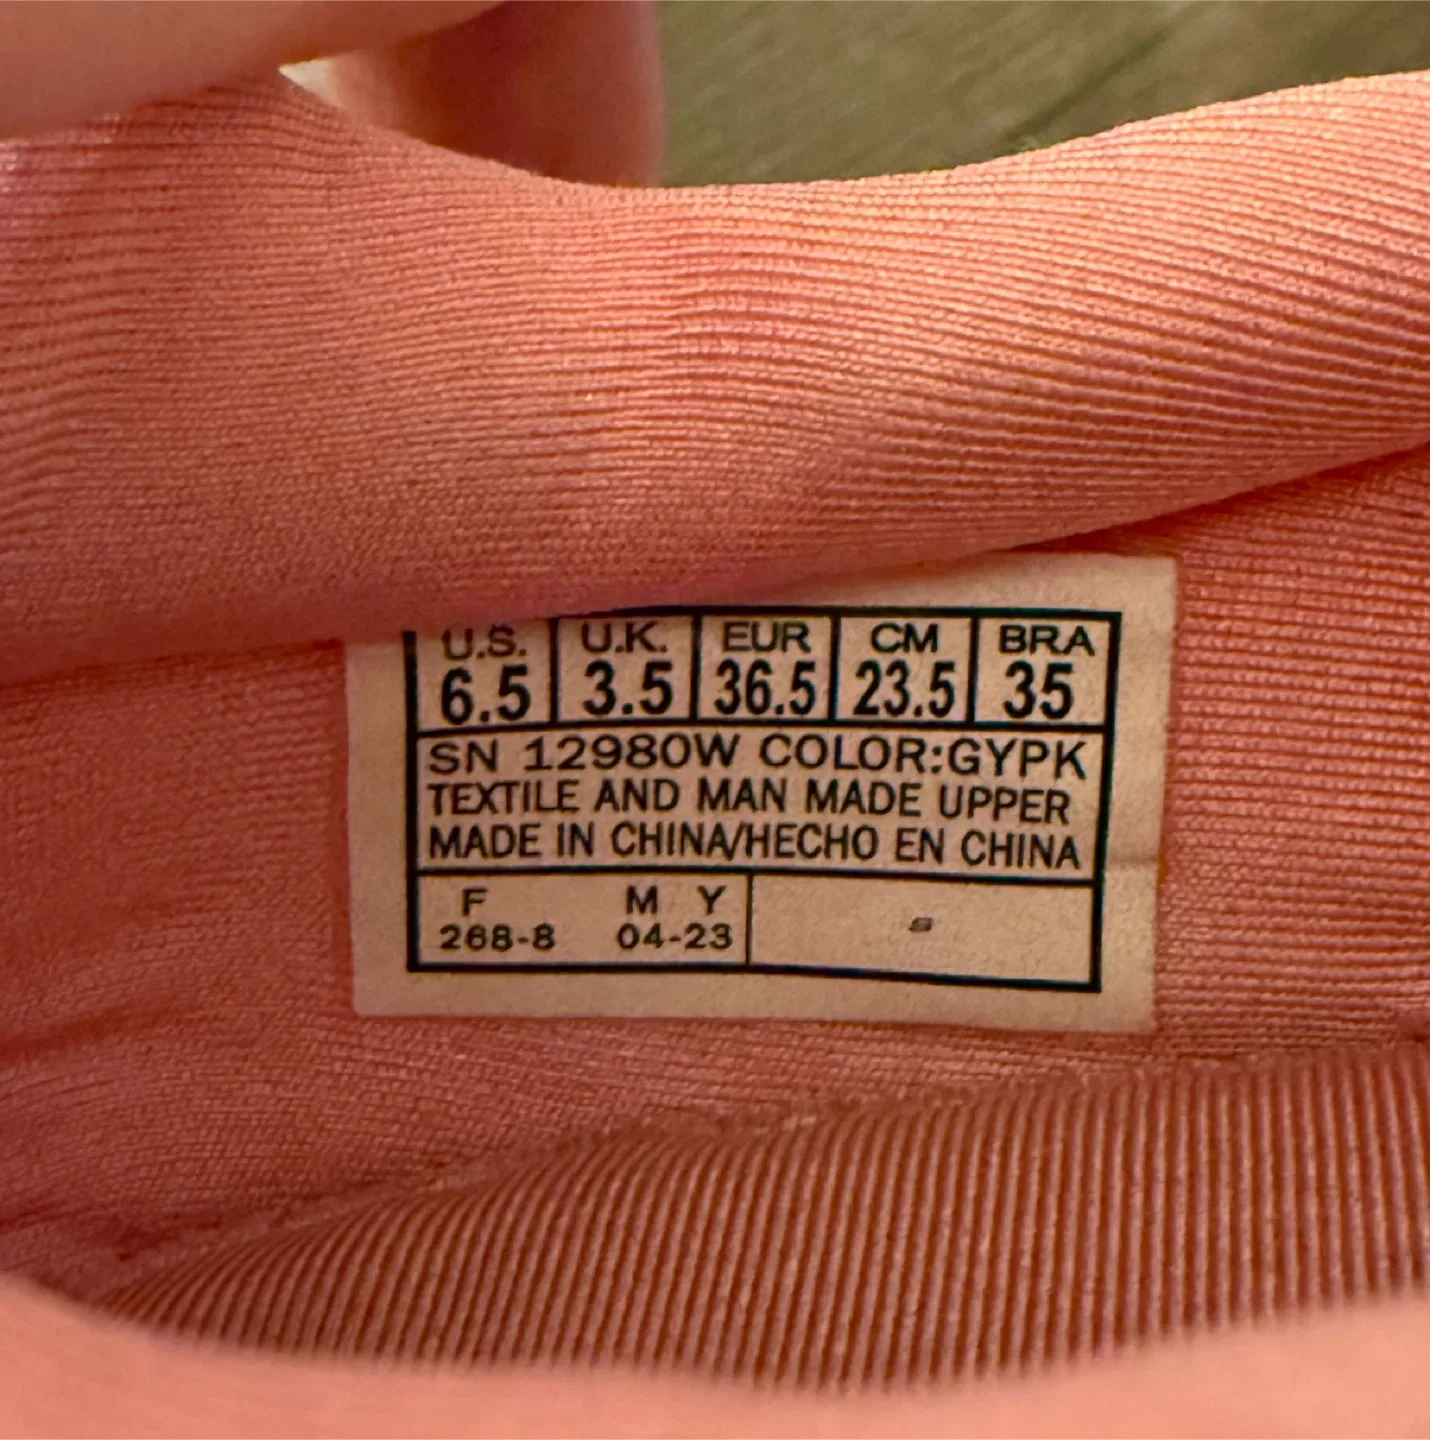 U.S. U.K. EUR CM BRA
6.5 3.5 36.5 23.5 35
SN 12980W COLOR:GYPK
TEXTILE AND MAN MADE UPPER
MADE IN CHINA/HECHO EN CHINA
F M Y
268-8 04-23